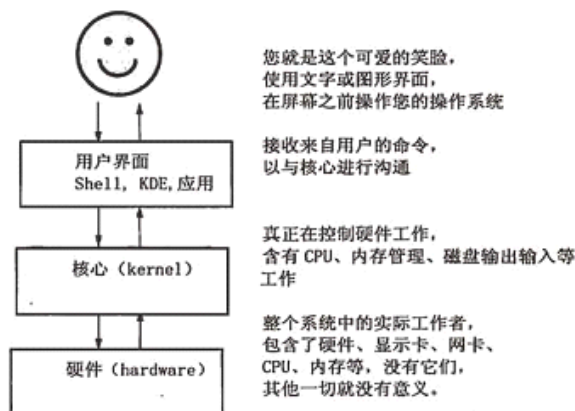 您就是这个可爱的笑脸，
使用文字或图形界面，
在屏幕之前操作您的操作系统
用户界面
Shell, KDE,应用
接收来自用户的命令，
以与核心进行沟通
核心（kernel）
真正在控制硬件工作，
含有 CPU、内存管理、磁盘输出输入等
工作
硬件（hardware）
整个系统中的实际工作者，
包含了硬件、显示卡、网卡、
CPU、内存等，没有它们，
其他一切就没有意义。